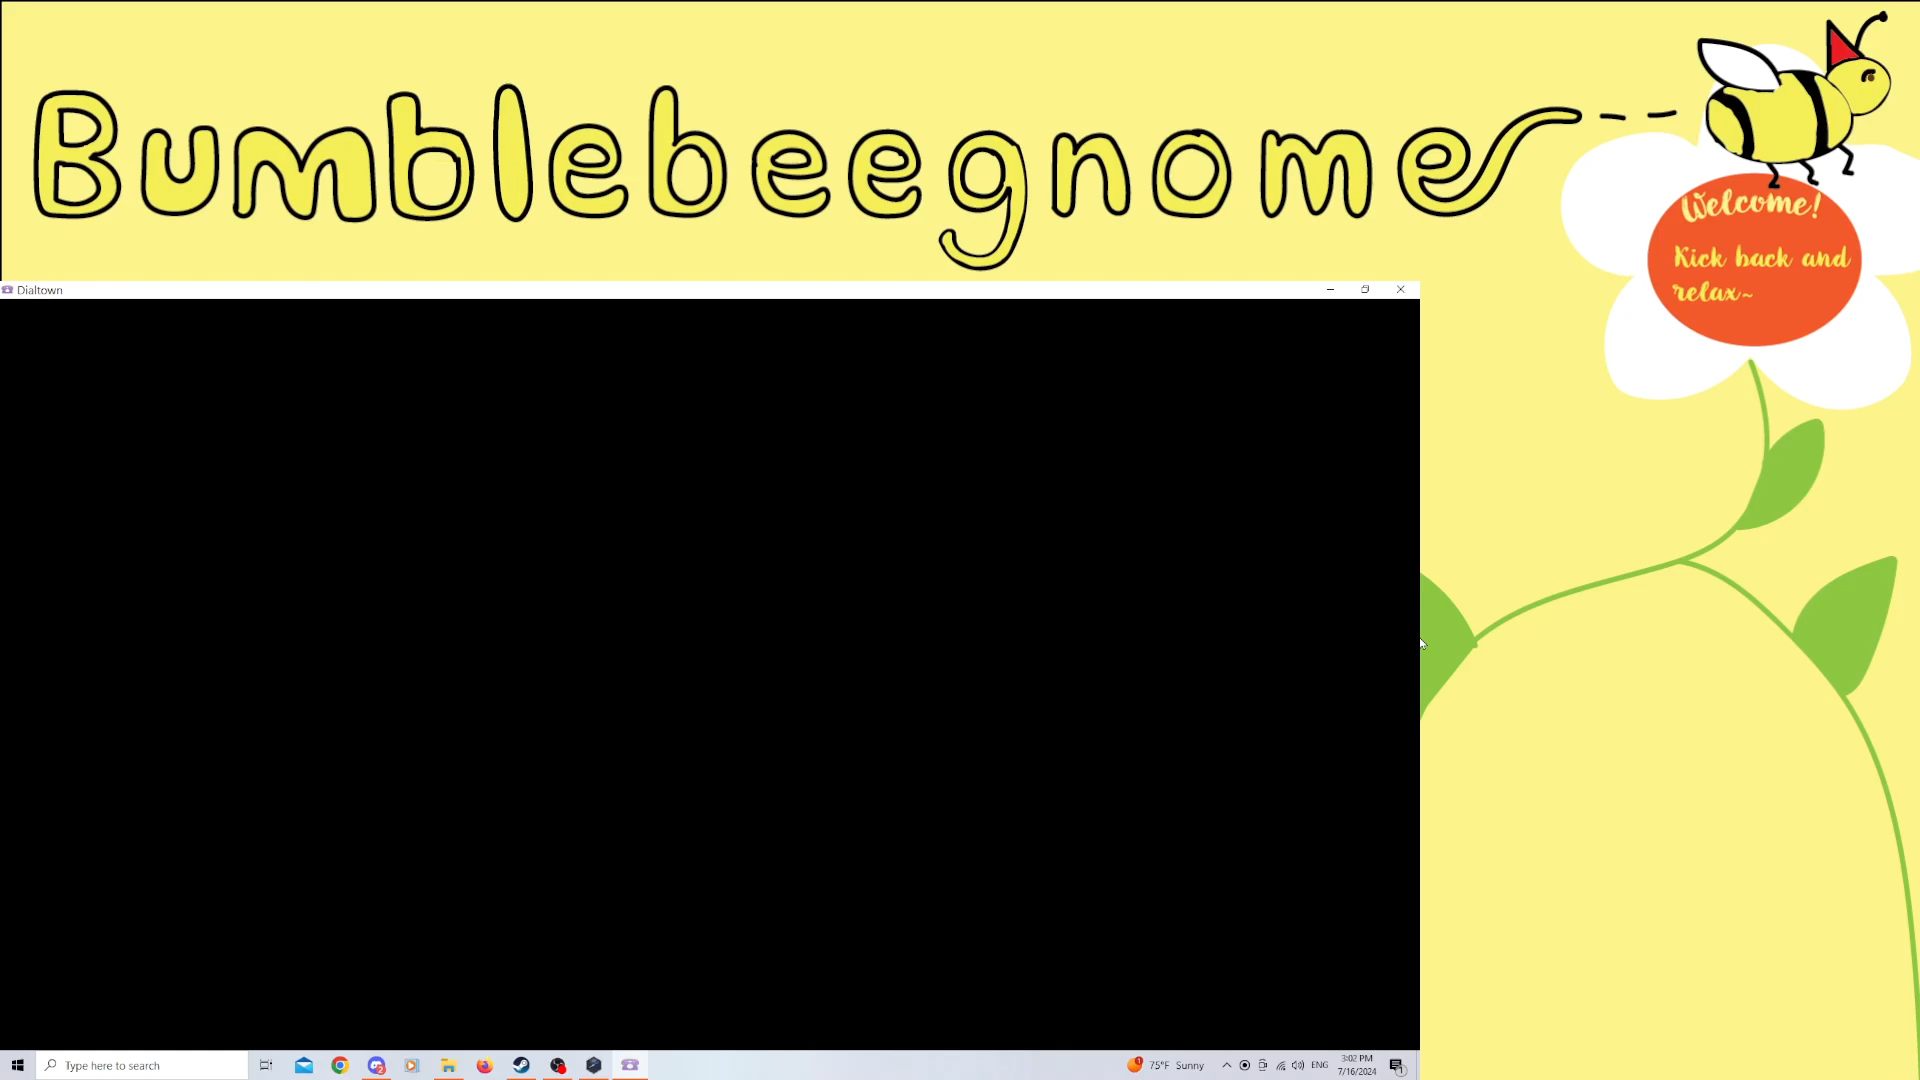 Bumblebeegnome
Welcome!
Kick back and
relax~
Dialtown
Type here to search
75°F Sunny
ENG
3:02 PM
7/16/2024